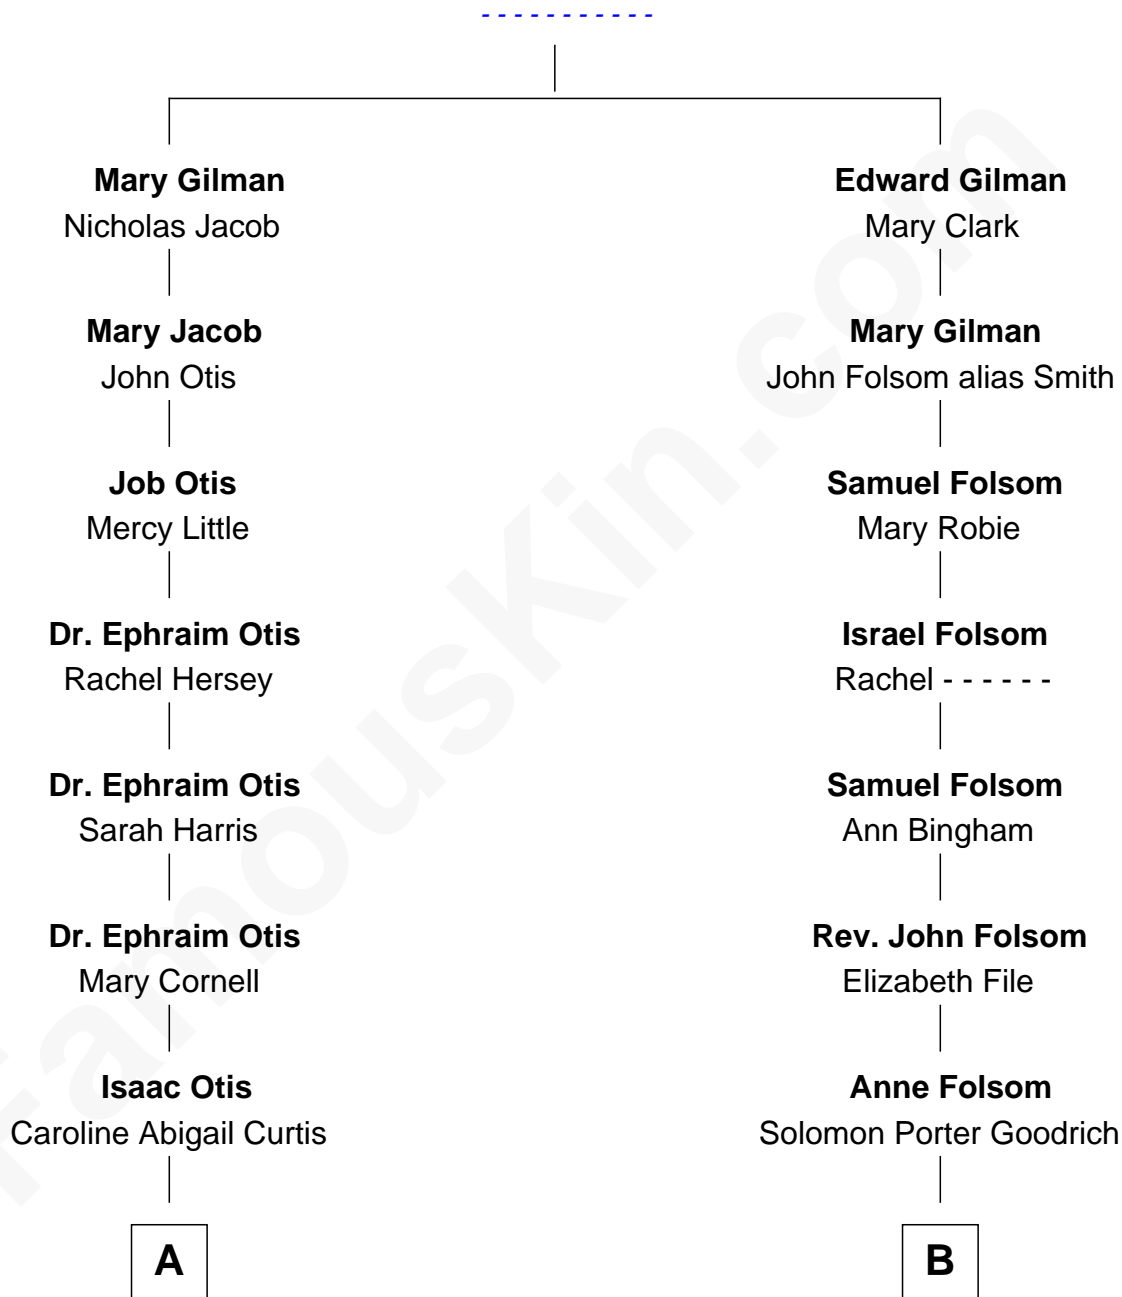 - - - - - - - - - - -
Mary Gilman
Nicholas Jacob
Edward Gilman
Mary Clark
Mary Jacob
John Otis
Mary Gilman
John Folsom alias Smith
Job Otis
Mercy Little
Samuel Folsom
Mary Robie
Dr. Ephraim Otis
Rachel Hersey
Israel Folsom
Rachel - - - - - -
Dr. Ephraim Otis
Sarah Harris
Samuel Folsom
Ann Bingham
Dr. Ephraim Otis
Mary Cornell
Rev. John Folsom
Elizabeth File
Isaac Otis
Caroline Abigail Curtis
Anne Folsom
Solomon Porter Goodrich
A
B
FamousKin.com